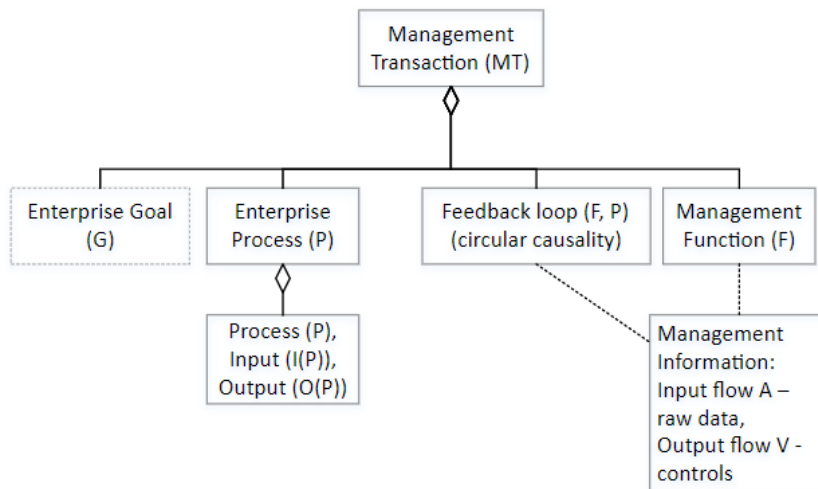 Management
Transaction (MT)
Enterprise Goal
(G)
Enterprise
Process (P)
Feedback loop (F, P)
(circular causality)
Management
Function (F)
Process (P),
Input (I(P)),
Output (O(P))
Management
Information:
Input flow A –
raw data,
Output flow V -
controls